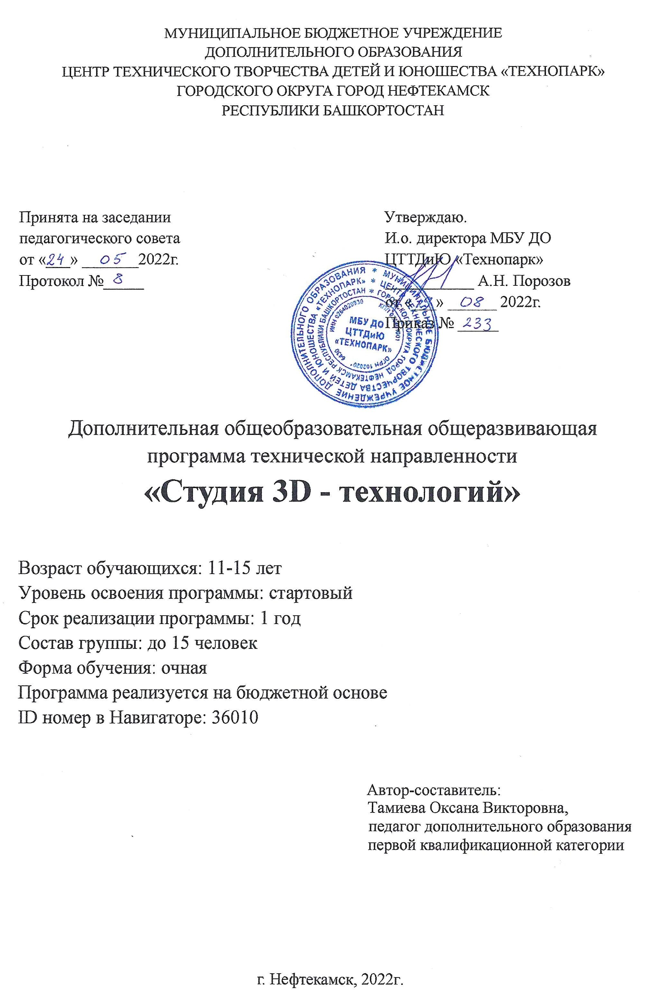 МУНИЦИПАЛЬНОЕ БЮДЖЕТНОЕ УЧРЕЖДЕНИЕ
ДОПОЛНИТЕЛЬНОГО ОБРАЗОВАНИЯ
ЦЕНТР ТЕХНИЧЕСКОГО ТВОРЧЕСТВА ДЕТЕЙ И ЮНОШЕСТВА «ТЕХНОПАРК»
ГОРОДСКОГО ОКРУГА ГОРОД НЕФТЕКАМСК
РЕСПУБЛИКИ БАШКОРТОСТАН
Принята на заседании
педагогического совета
от «24» 05 2022г.
Протокол № 8
Утверждаю.
И.о. директора МБУ ДО
ЦТТДиЮ «Технопарк»
А.Н. Порозов
от « » 08 2022г.
Приказ № 233
МУНИЦИПАЛЬНОЕ БЮДЖЕТНОЕ УЧРЕЖДЕНИЕ ДОПОЛНИТЕЛЬНОГО ОБРАЗОВАНИЯ *
ЦЕНТР ТЕХНИЧЕСКОГО ТВОРЧЕСТВА ДЕТЕЙ И ЮНОШЕСТВА «ТЕХНОПАРК» *
ГОРОДСКОГО ОКРУГА ГОРОД НЕФТЕКАМСК РЕСПУБЛИКИ БАШКОРТОСТАН *
ИНН 0264020930
КПП
ОГРН
МБУ ДО
ЦТТДиЮ
«ТЕХНОПАРК»
Дополнительная общеобразовательная общеразвивающая
программа технической направленности
«Студия 3D - технологий»
Возраст обучающихся: 11-15 лет
Уровень освоения программы: стартовый
Срок реализации программы: 1 год
Состав группы: до 15 человек
Форма обучения: очная
Программа реализуется на бюджетной основе
ID номер в Навигаторе: 36010
Автор-составитель:
Тамиева Оксана Викторовна,
педагог дополнительного образования
первой квалификационной категории
г. Нефтекамск, 2022г.